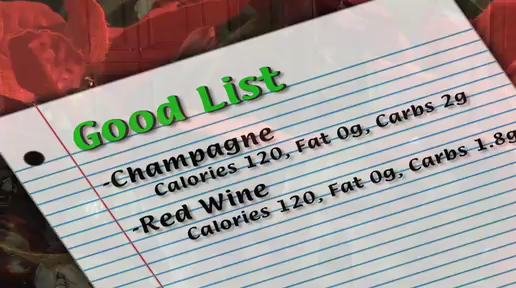 Good List
-Champagne
Calories 120, Fat 0g, Carbs 2g
-Red Wine
Calories 120, Fat 0g, Carbs 1.8g